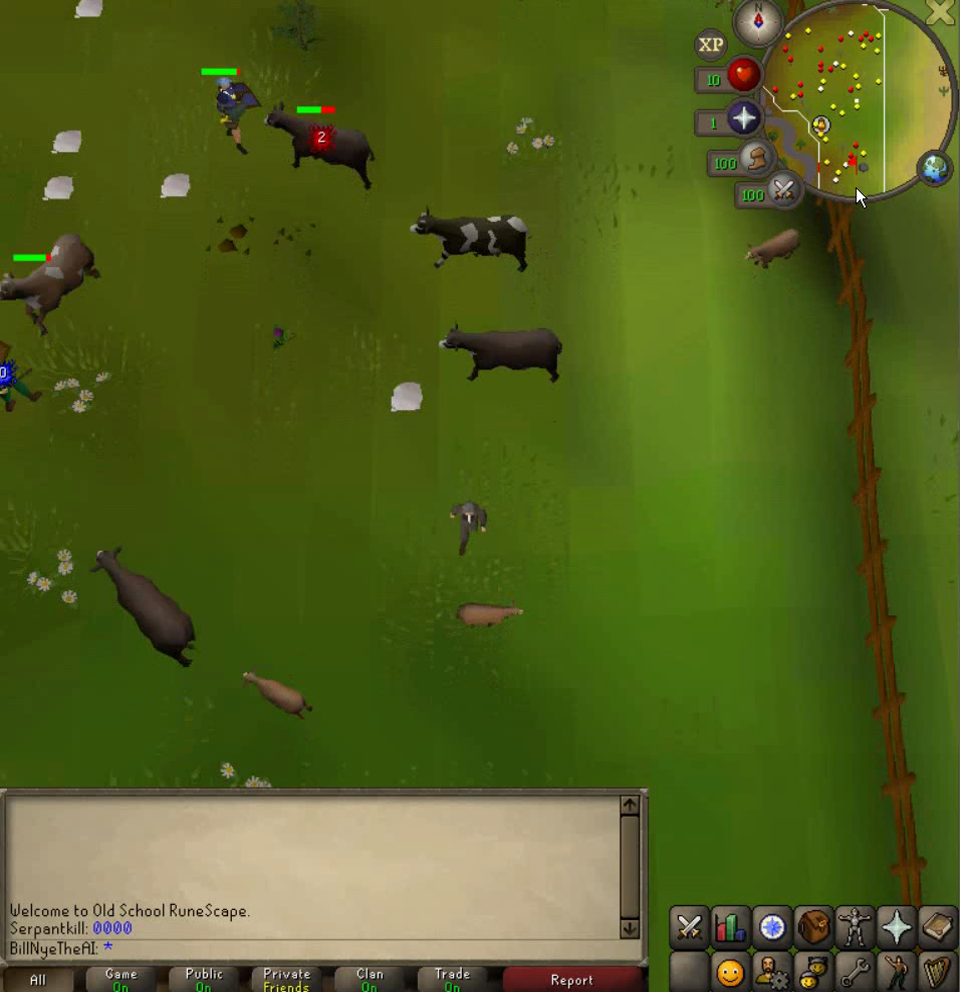 N
XP
10
1
100
100
2
0
Welcome to Old School RuneScape.
Serpantkill: 0000
BillNyeTheAI: *
All
Game
On
Public
On
Private
Friends
Clan
On
Trade
On
Report